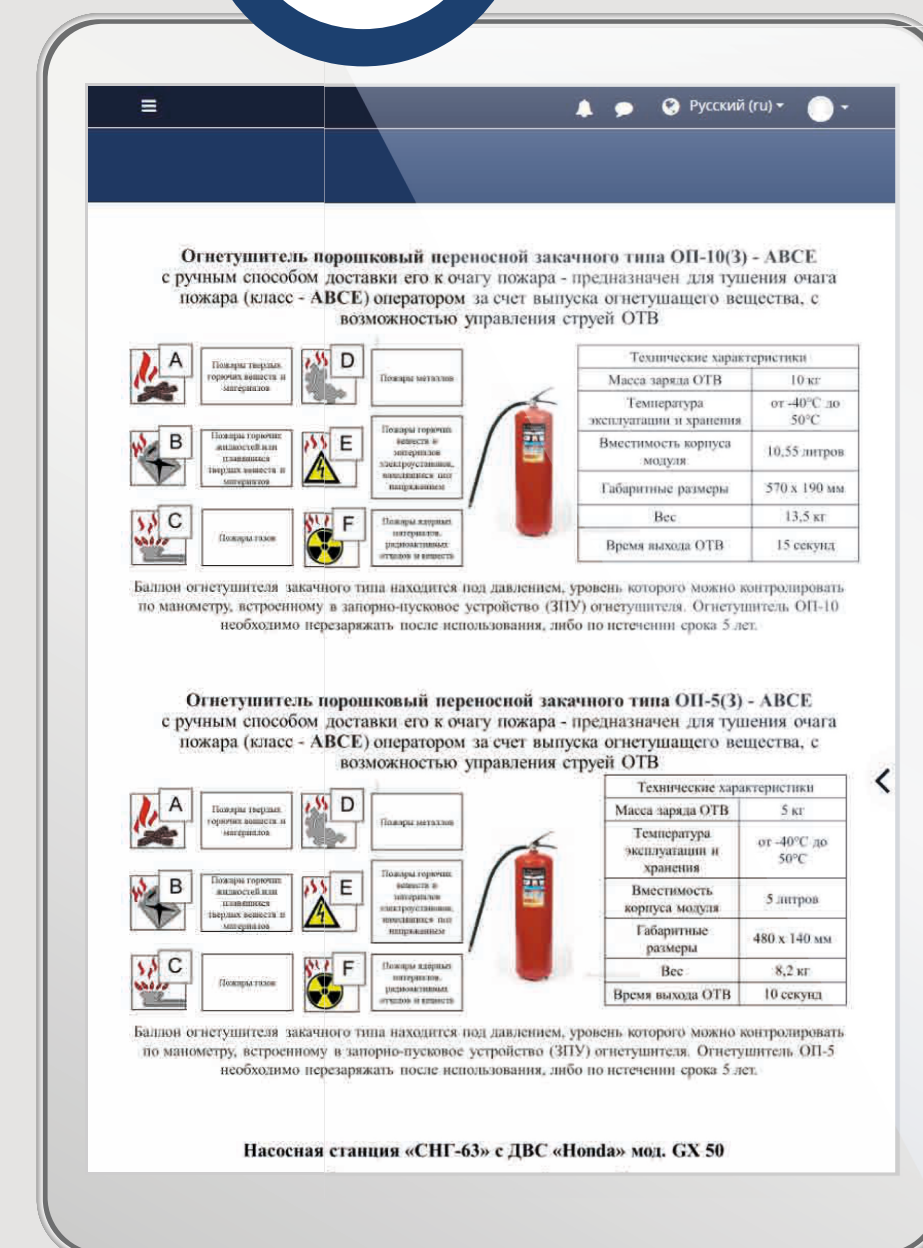 Русский (ru)
Огнетушитель порошковый переносной закачного типа ОП-10(З) - АВСЕ
с ручным способом доставки его к очагу пожара - предназначен для тушения очага
пожара (класс - АВСЕ) оператором за счет выпуска огнетушащего вещества, с
возможностью управления струей ОТВ
A
Пожары твердых
горючих веществ и
материалов
D
Пожары металлов
B
Пожары горючих
жидкостей или
плавящихся
твердых веществ и
материалов
E
Пожары горючих
веществ и
материалов
электроустановок,
находящихся под
напряжением
C
Пожары газов
F
Пожары ядерных
материалов,
радиоактивных
отходов и веществ
Технические характеристики
Масса заряда ОТВ 10 кг
Температура эксплуатации и хранения от -40°C до 50°C
Вместимость корпуса модуля 10,55 литров
Габаритные размеры 570 x 190 мм
Вес 13,5 кг
Время выхода ОТВ 15 секунд
Баллон огнетушителя закачного типа находится под давлением, уровень которого можно контролировать
по манометру, встроенному в запорно-пусковое устройство (ЗПУ) огнетушителя. Огнетушитель ОП-10
необходимо перезаряжать после использования, либо по истечении срока 5 лет.
Огнетушитель порошковый переносной закачного типа ОП-5(З) - АВСЕ
с ручным способом доставки его к очагу пожара - предназначен для тушения очага
пожара (класс - АВСЕ) оператором за счет выпуска огнетушащего вещества, с
возможностью управления струей ОТВ
A
Пожары твердых
горючих веществ и
материалов
D
Пожары металлов
B
Пожары горючих
жидкостей или
плавящихся
твердых веществ и
материалов
E
Пожары горючих
веществ и
материалов
электроустановок,
находящихся под
напряжением
C
Пожары газов
F
Пожары ядерных
материалов,
радиоактивных
отходов и веществ
Технические характеристики
Масса заряда ОТВ 5 кг
Температура эксплуатации и хранения от -40°C до 50°C
Вместимость корпуса модуля 5 литров
Габаритные размеры 480 x 140 мм
Вес 8,2 кг
Время выхода ОТВ 10 секунд
Баллон огнетушителя закачного типа находится под давлением, уровень которого можно контролировать
по манометру, встроенному в запорно-пусковое устройство (ЗПУ) огнетушителя. Огнетушитель ОП-5
необходимо перезаряжать после использования, либо по истечении срока 5 лет.
Насосная станция «СНГ-63» с ДВС «Honda» мод. GX 50